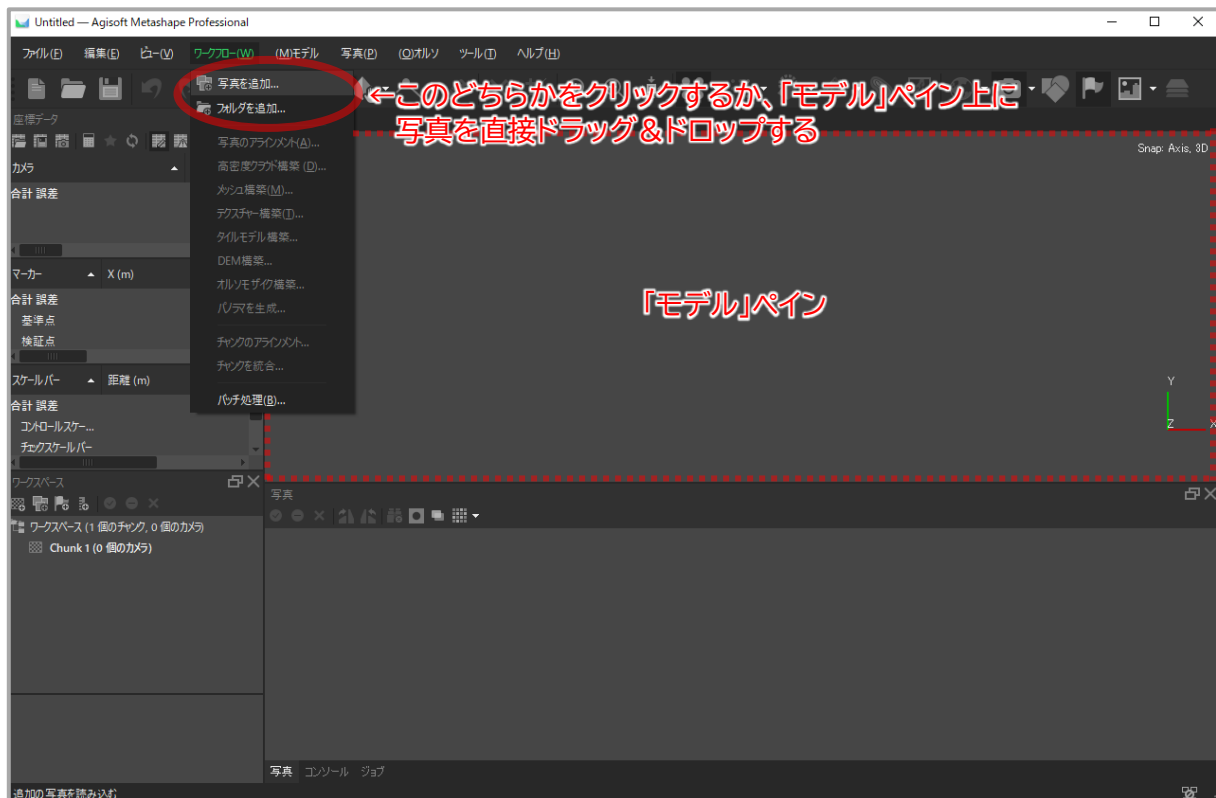 Untitled — Agisoft Metashape Professional
ファイル(F) 編集(E) ビュー(V) ワークフロー(W) (M)モデル 写真(P) (O)オルソ ツール(T) ヘルプ(H)
写真を追加...
フォルダを追加...
←このどちらかをクリックするか、「モデル」ペイン上に
写真を直接ドラッグ&ドロップする
座標データ
写真のアラインメント(A)...
高密度クラウド構築 (D)...
メッシュ構築(M)...
テクスチャー構築(T)...
タイルモデル構築...
DEM構築...
オルソモザイク構築...
パノラマを生成...
チャンクのアラインメント...
チャンクを統合...
バッチ処理(B)...
Snap: Axis, 3D
カメラ
合計 誤差
マーカー X (m)
合計 誤差
基準点
検証点
スケールバー 距離 (m)
合計 誤差
コントロールスケー...
チェックスケールバー
「モデル」ペイン
Y
Z X
ワークスペース
ワークスペース (1 個のチャンク, 0 個のカメラ)
Chunk 1 (0 個のカメラ)
写真
写真 コンソール ジョブ
追加の写真を読み込む